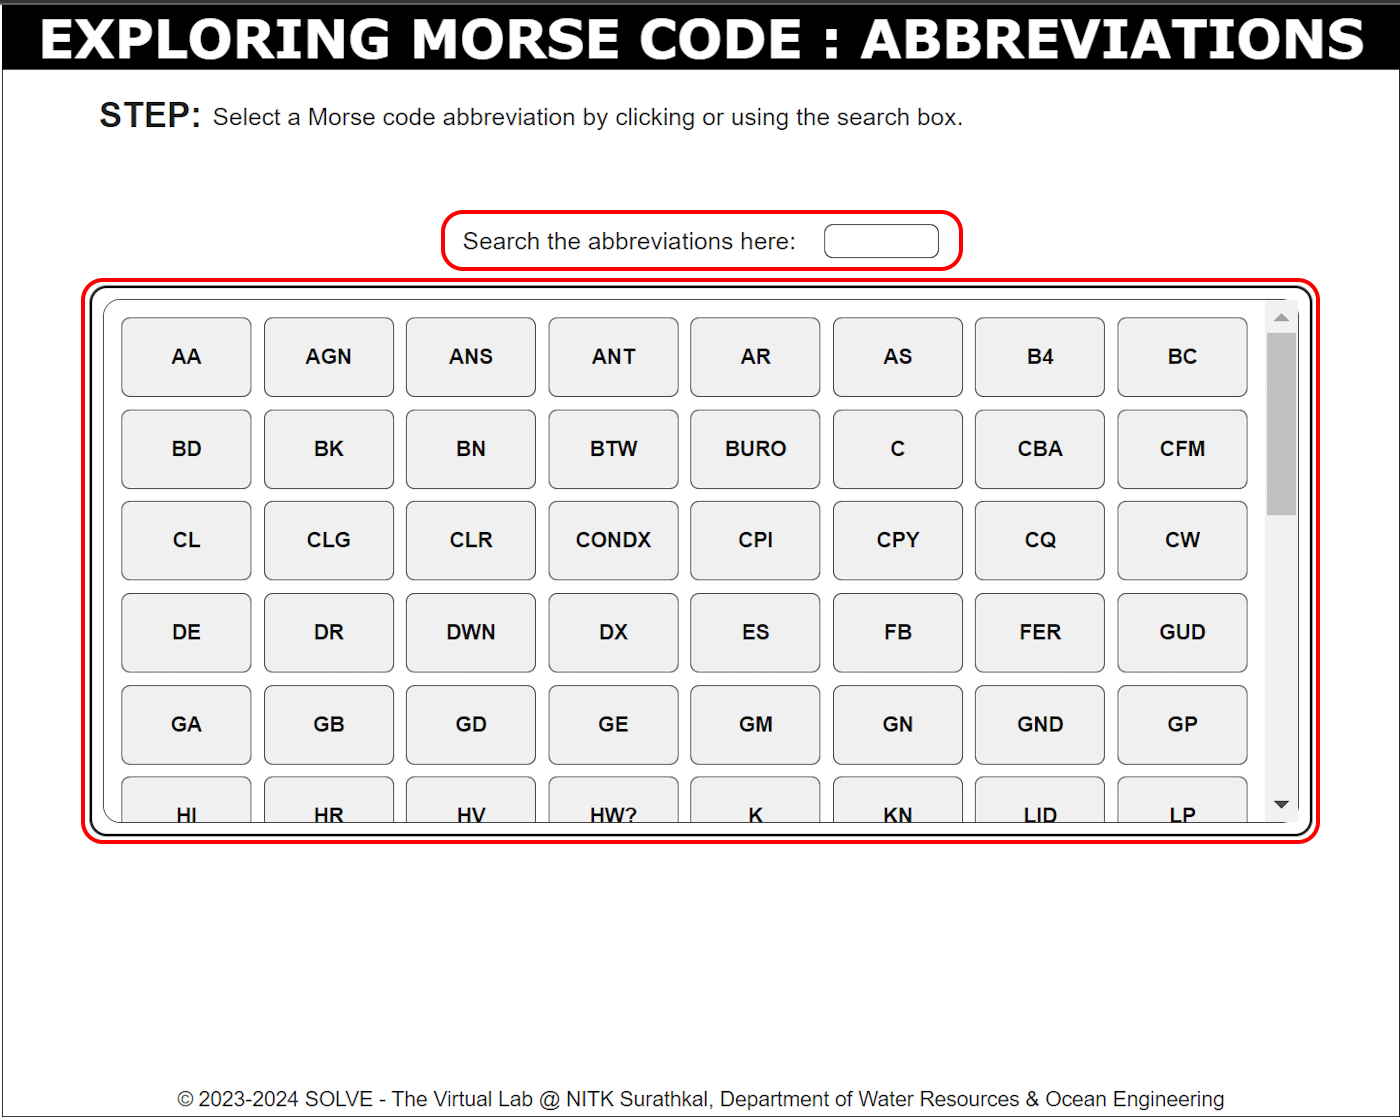 EXPLORING MORSE CODE : ABBREVIATIONS
STEP: Select a Morse code abbreviation by clicking or using the search box.
Search the abbreviations here:
AA AGN ANS ANT AR AS B4 BC
BD BK BN BTW BURO C CBA CFM
CL CLG CLR CONDX CPI CPY CQ CW
DE DR DWN DX ES FB FER GUD
GA GB GD GE GM GN GND GP
HI HR HV HW? K KN LID LP
© 2023-2024 SOLVE - The Virtual Lab @ NITK Surathkal, Department of Water Resources & Ocean Engineering